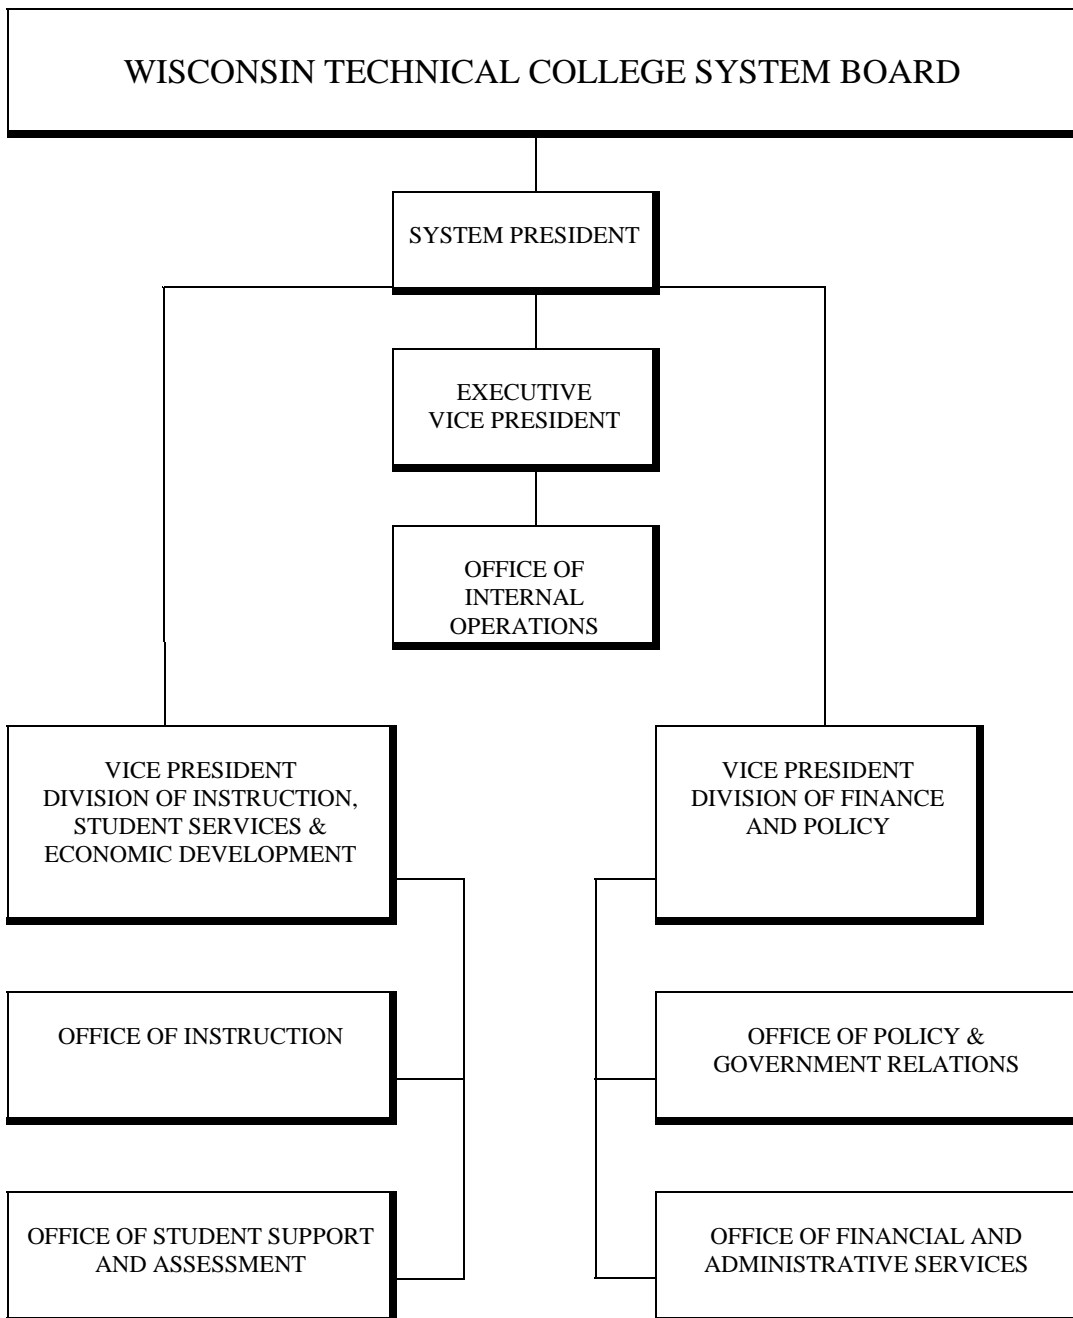 WISCONSIN TECHNICAL COLLEGE SYSTEM BOARD
SYSTEM PRESIDENT
EXECUTIVE
VICE PRESIDENT
OFFICE OF
INTERNAL
OPERATIONS
VICE PRESIDENT
DIVISION OF INSTRUCTION,
STUDENT SERVICES &
ECONOMIC DEVELOPMENT
VICE PRESIDENT
DIVISION OF FINANCE
AND POLICY
OFFICE OF INSTRUCTION
OFFICE OF POLICY &
GOVERNMENT RELATIONS
OFFICE OF STUDENT SUPPORT
AND ASSESSMENT
OFFICE OF FINANCIAL AND
ADMINISTRATIVE SERVICES